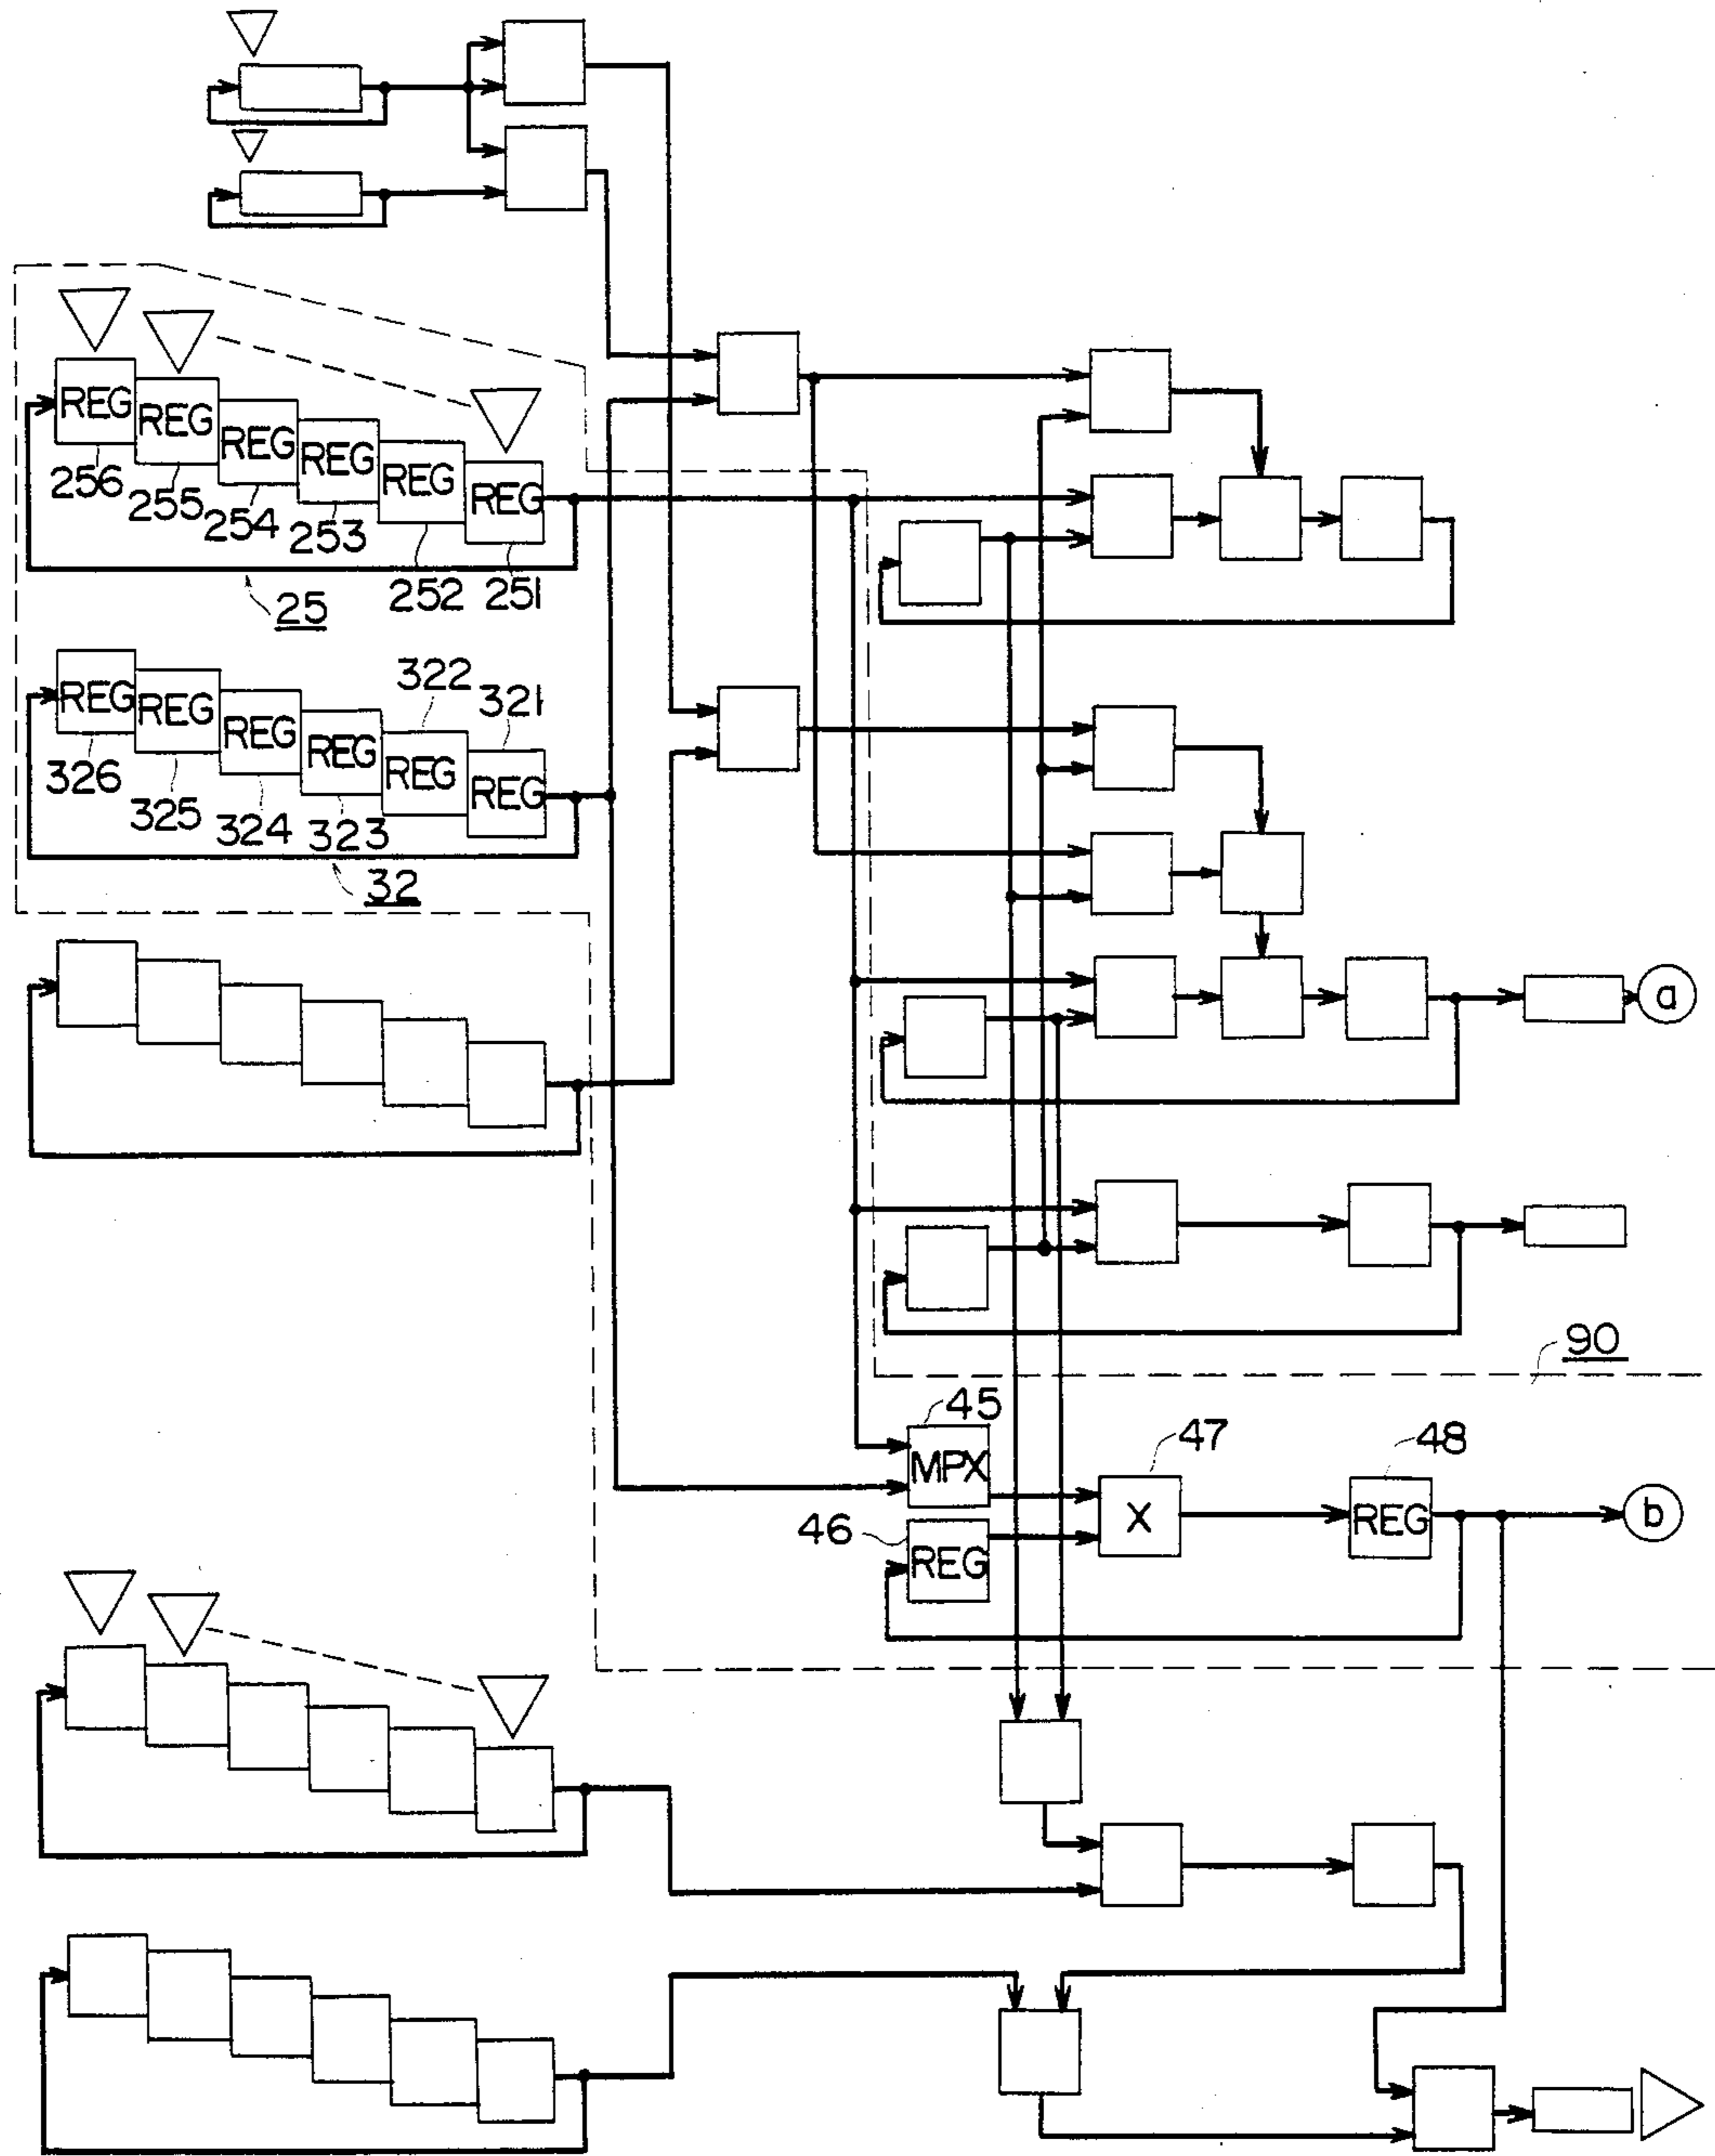 REG REG REG REG REG REG
256 255 254 253 252 251
25
322 321
REG REG REG REG REG REG
326 325 324 323
32
a
90
45 47 48
MPX X REG b
46 REG